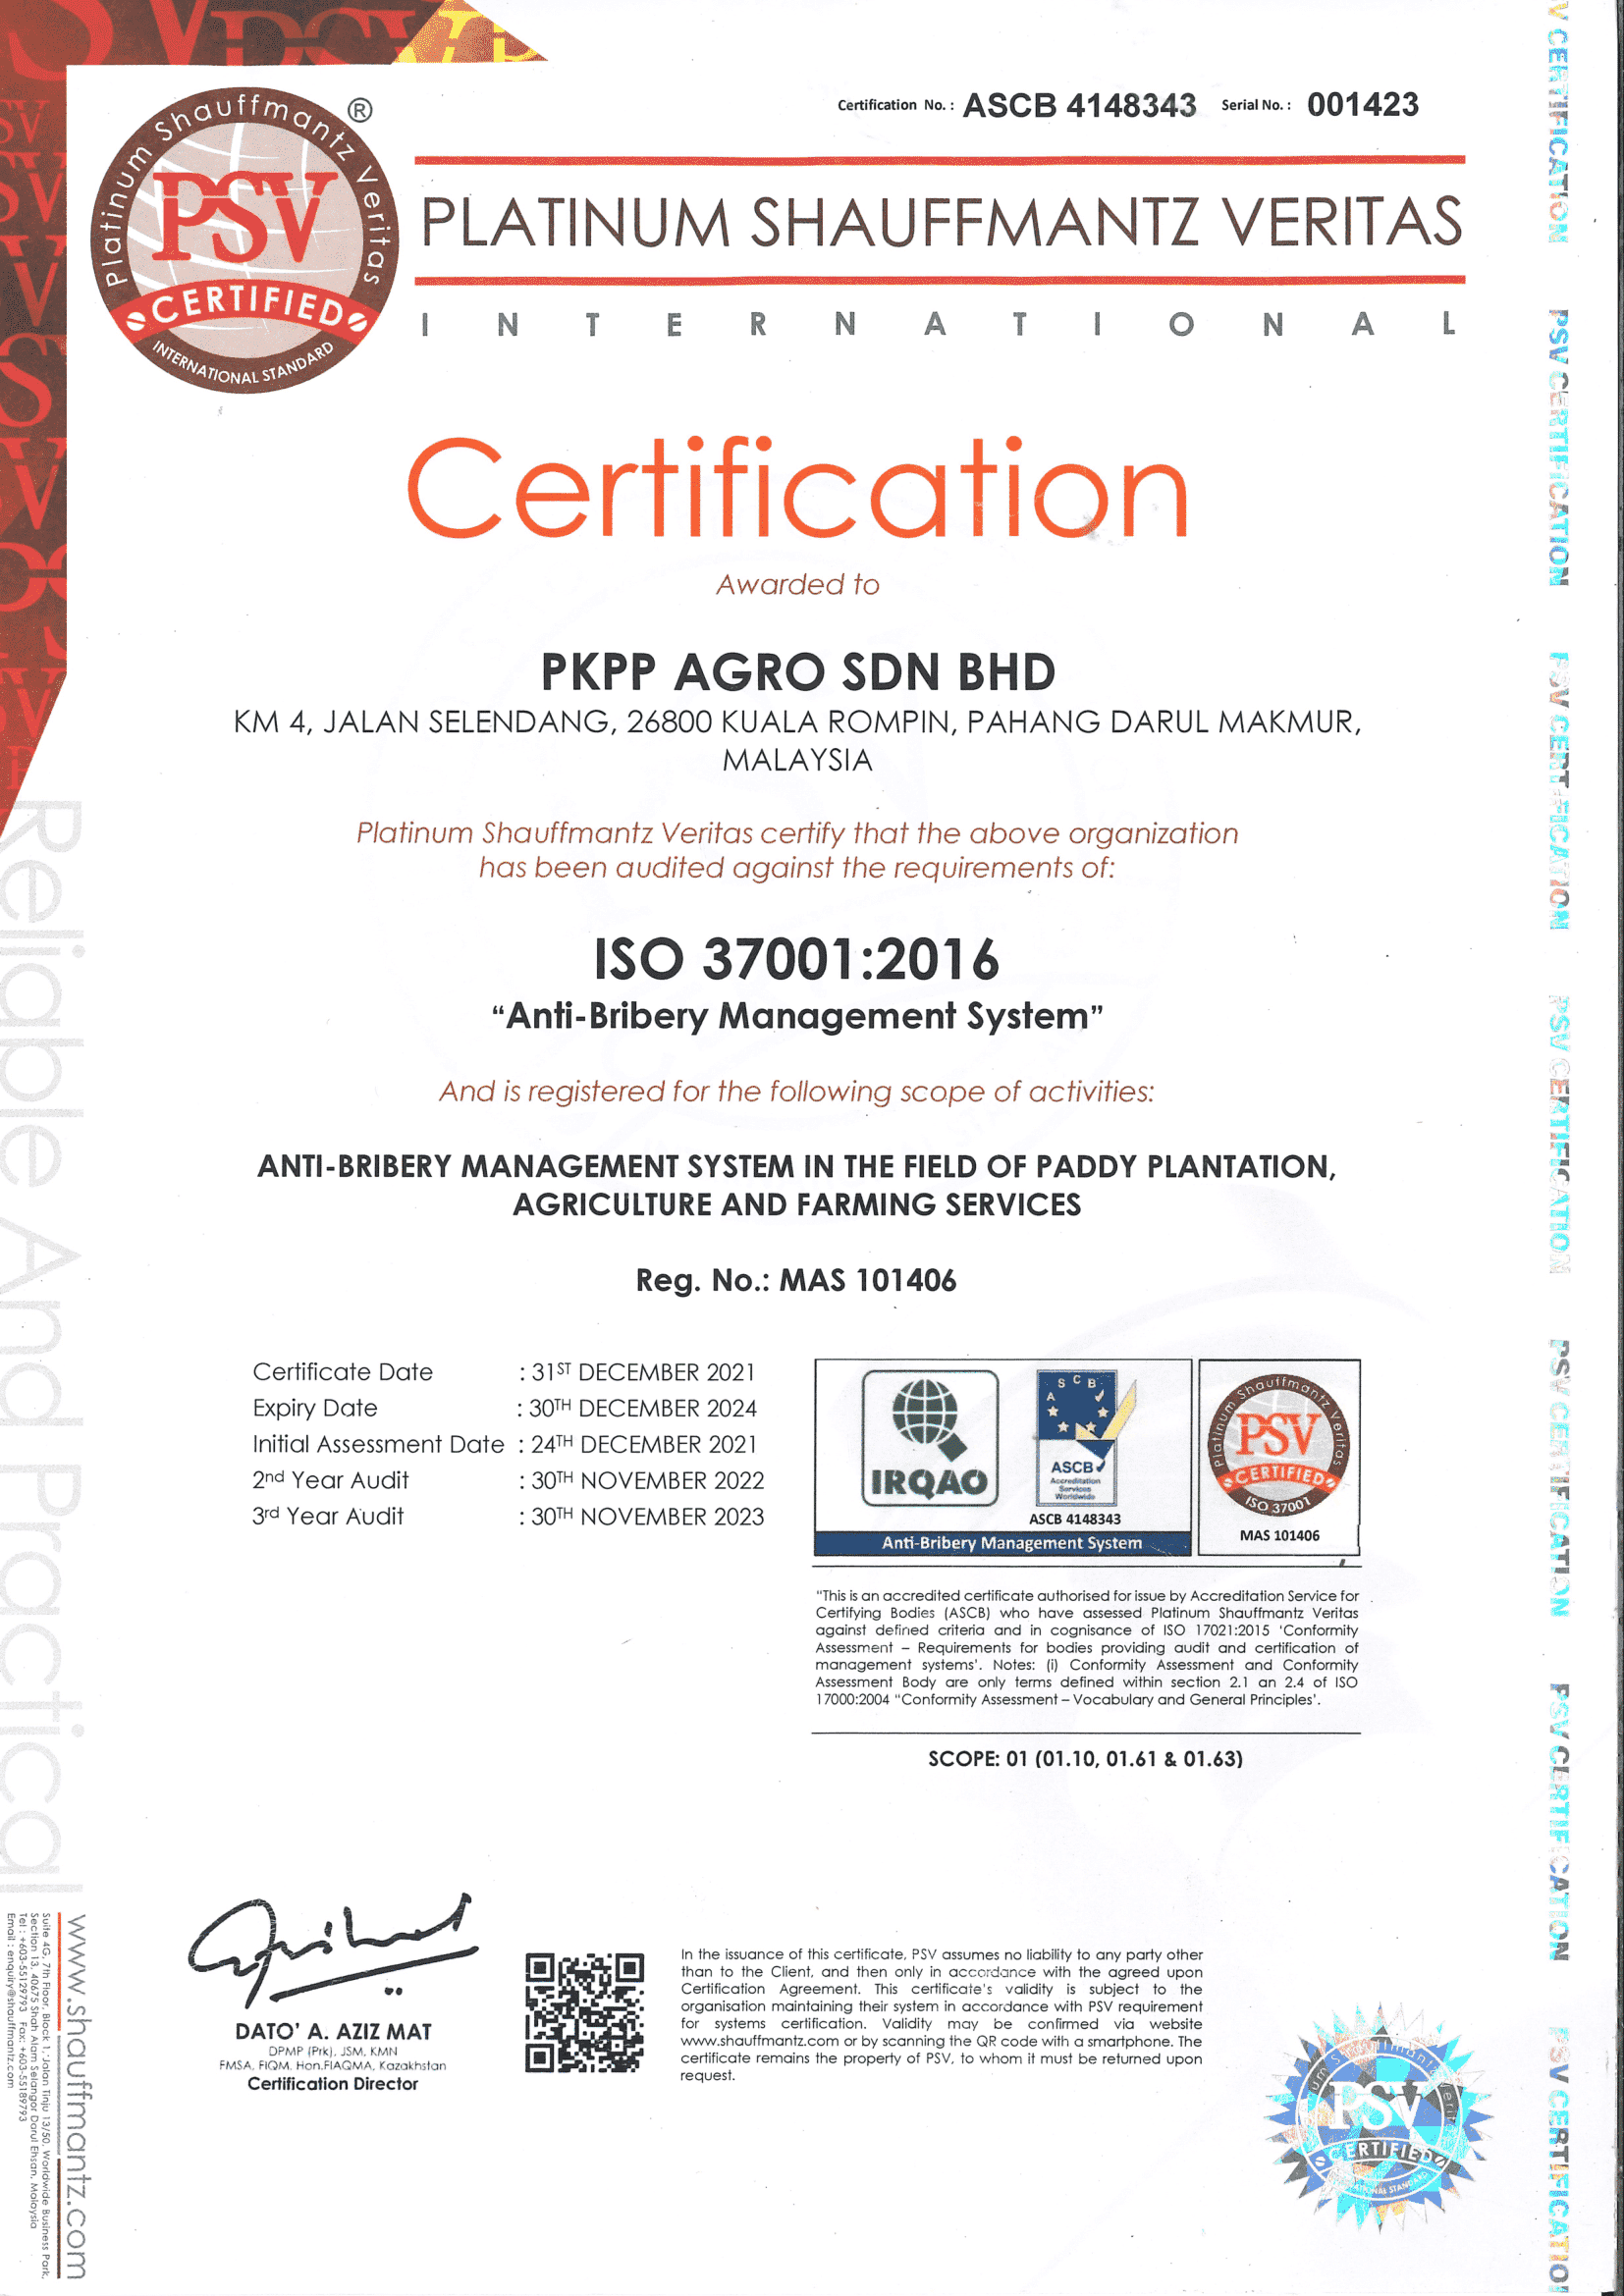 Certification No. : ASCB 4148343 Serial No. : 001423
Platinum Shauffmantz Veritas ®
PSV
CERTIFIED
INTERNATIONAL STANDARD
PLATINUM SHAUFFMANTZ VERITAS
INTERNATIONAL
Certification
Awarded to
PKPP AGRO SDN BHD
KM 4, JALAN SELENDANG, 26800 KUALA ROMPIN, PAHANG DARUL MAKMUR,
MALAYSIA
Platinum Shauffmantz Veritas certify that the above organization
has been audited against the requirements of:
ISO 37001:2016
“Anti-Bribery Management System”
And is registered for the following scope of activities:
ANTI-BRIBERY MANAGEMENT SYSTEM IN THE FIELD OF PADDY PLANTATION,
AGRICULTURE AND FARMING SERVICES
Reg. No.: MAS 101406
Certificate Date : 31ST DECEMBER 2021
Expiry Date : 30TH DECEMBER 2024
Initial Assessment Date : 24TH DECEMBER 2021
2nd Year Audit : 30TH NOVEMBER 2022
3rd Year Audit : 30TH NOVEMBER 2023
IRQAO
A S C B
ASCB
Accreditation
Services
Worldwide
ASCB 4148343
Anti-Bribery Management System
Platinum Shauffmantz Veritas
PSV
CERTIFIED
ISO 37001
MAS 101406
"This is an accredited certificate authorised for issue by Accreditation Service for
Certifying Bodies (ASCB) who have assessed Platinum Shauffmantz Veritas
against defined criteria and in cognisance of ISO 17021:2015 'Conformity
Assessment – Requirements for bodies providing audit and certification of
management systems'. Notes: (i) Conformity Assessment and Conformity
Assessment Body are only terms defined within section 2.1 an 2.4 of ISO
17000:2004 "Conformity Assessment – Vocabulary and General Principles'.
SCOPE: 01 (01.10, 01.61 & 01.63)
DATO' A. AZIZ MAT
DPMP (Prk), JSM, KMN
FMSA, FIQM, Hon.FIAQMA, Kazakhstan
Certification Director
In the issuance of this certificate, PSV assumes no liability to any party other
than to the Client, and then only in accordance with the agreed upon
Certification Agreement. This certificate's validity is subject to the
organisation maintaining their system in accordance with PSV requirement
for systems certification. Validity may be confirmed via website
www.shauffmantz.com or by scanning the QR code with a smartphone. The
certificate remains the property of PSV, to whom it must be returned upon
request.
PSV
CERTIFIED
Reliable And Practical
www.shauffmantz.com
Suite 4G, 7th Floor, Block 1, Jalan Tinju 13/50, Worldwide Business Park,
Section 13, 40675 Shah Alam Selangor Darul Ehsan, Malaysia
Tel : +603-55129793 Fax: +603-55189793
Email : enquiry@shauffmantz.com
V CERTIFICATION
PSV CERTIFICATION
PSV CERTIFICATION
PSV CERTIFICATION
PSV CERTIFICATION
PSV CERTIFICATION
PSV CERTIFICATIO